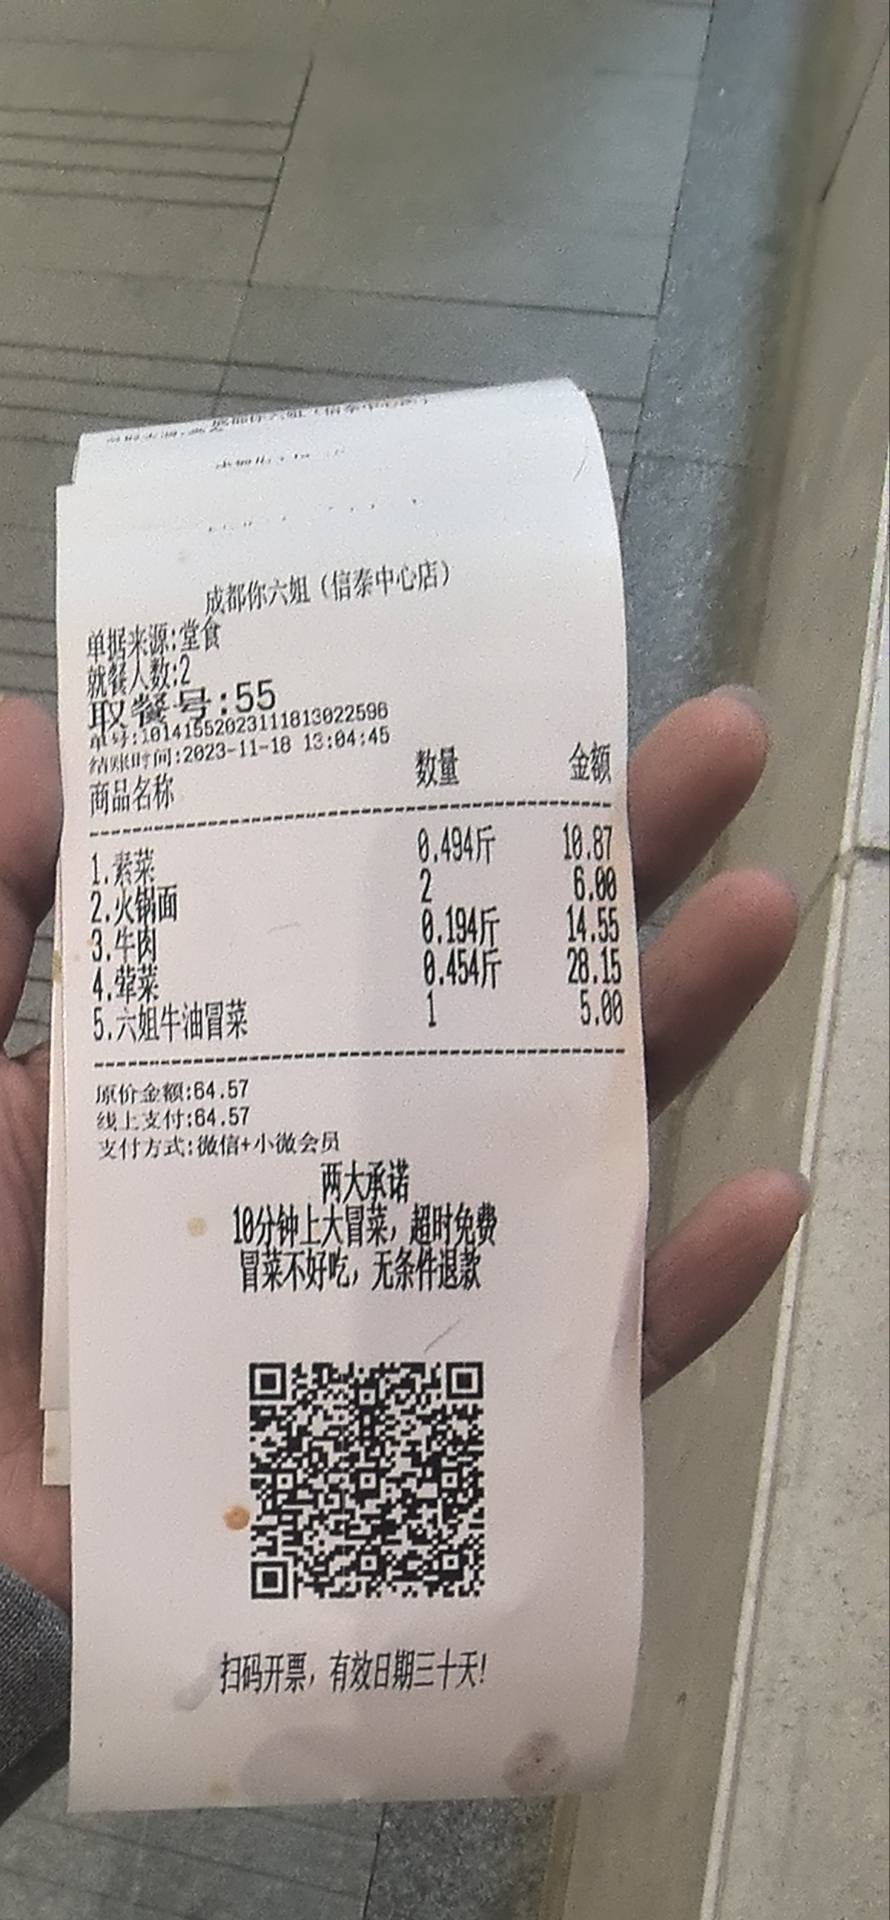 成都你六姐（信泰中心店）
单据来源:堂食
就餐人数:2
取餐号:55
单号:10141552023111813022596
结账时间:2023-11-18 13:04:45
商品名称 数量 金额
1.素菜 0.494斤 10.87
2.火锅面 2 6.00
3.牛肉 0.194斤 14.55
4.荤菜 0.454斤 28.15
5.六姐牛油冒菜 1 5.00
原价金额:64.57
线上支付:64.57
支付方式:微信+小微会员
两大承诺
10分钟上大冒菜，超时免费
冒菜不好吃，无条件退款
扫码开票，有效日期三十天!